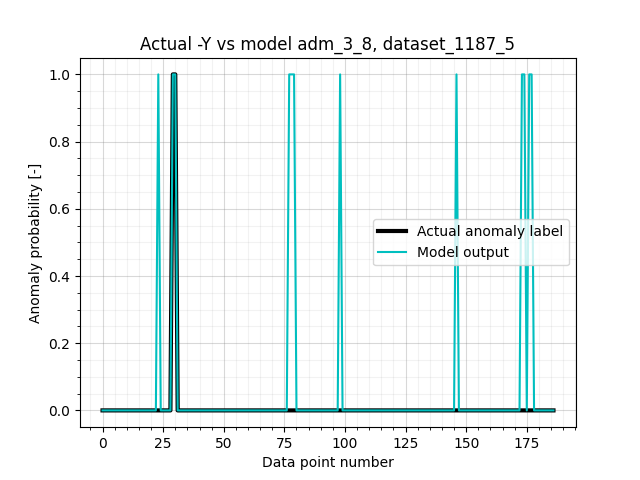 Actual -Y vs model adm_3_8, dataset_1187_5
Anomaly probability [-]
1.0
0.8
0.6
0.4
0.2
0.0
Actual anomaly label
Model output
0 25 50 75 100 125 150 175
Data point number